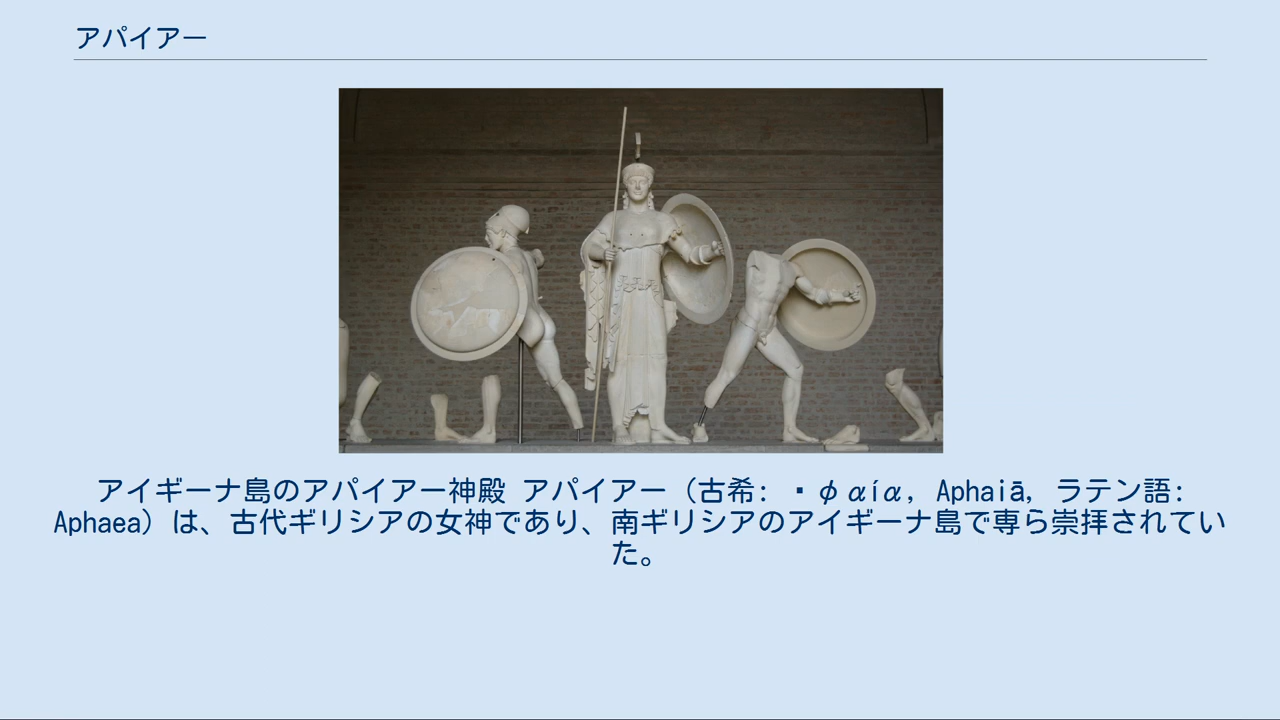 アパイアー
アイギーナ島のアパイアー神殿 アパイアー（古希: ・φαία, Aphaiā, ラテン語:
Aphaea）は、古代ギリシアの女神であり、南ギリシアのアイギーナ島で専ら崇拝されてい
た。